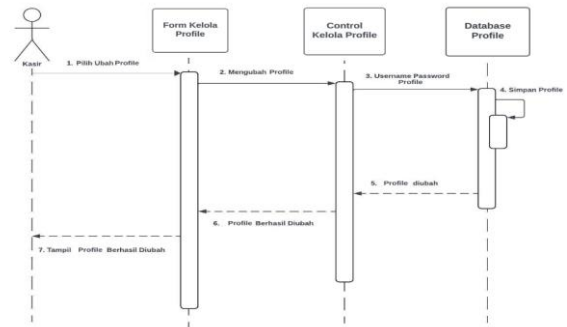 Form Kelola
Profile
Control
Kelola Profile
Database
Profile
Kasir
1. Pilih Ubah Profile
2. Mengubah Profile
3. Username Password
Profile
4. Simpan Profile
5. Profile diubah
6. Profile Berhasil Diubah
7. Tampil Profile Berhasil Diubah